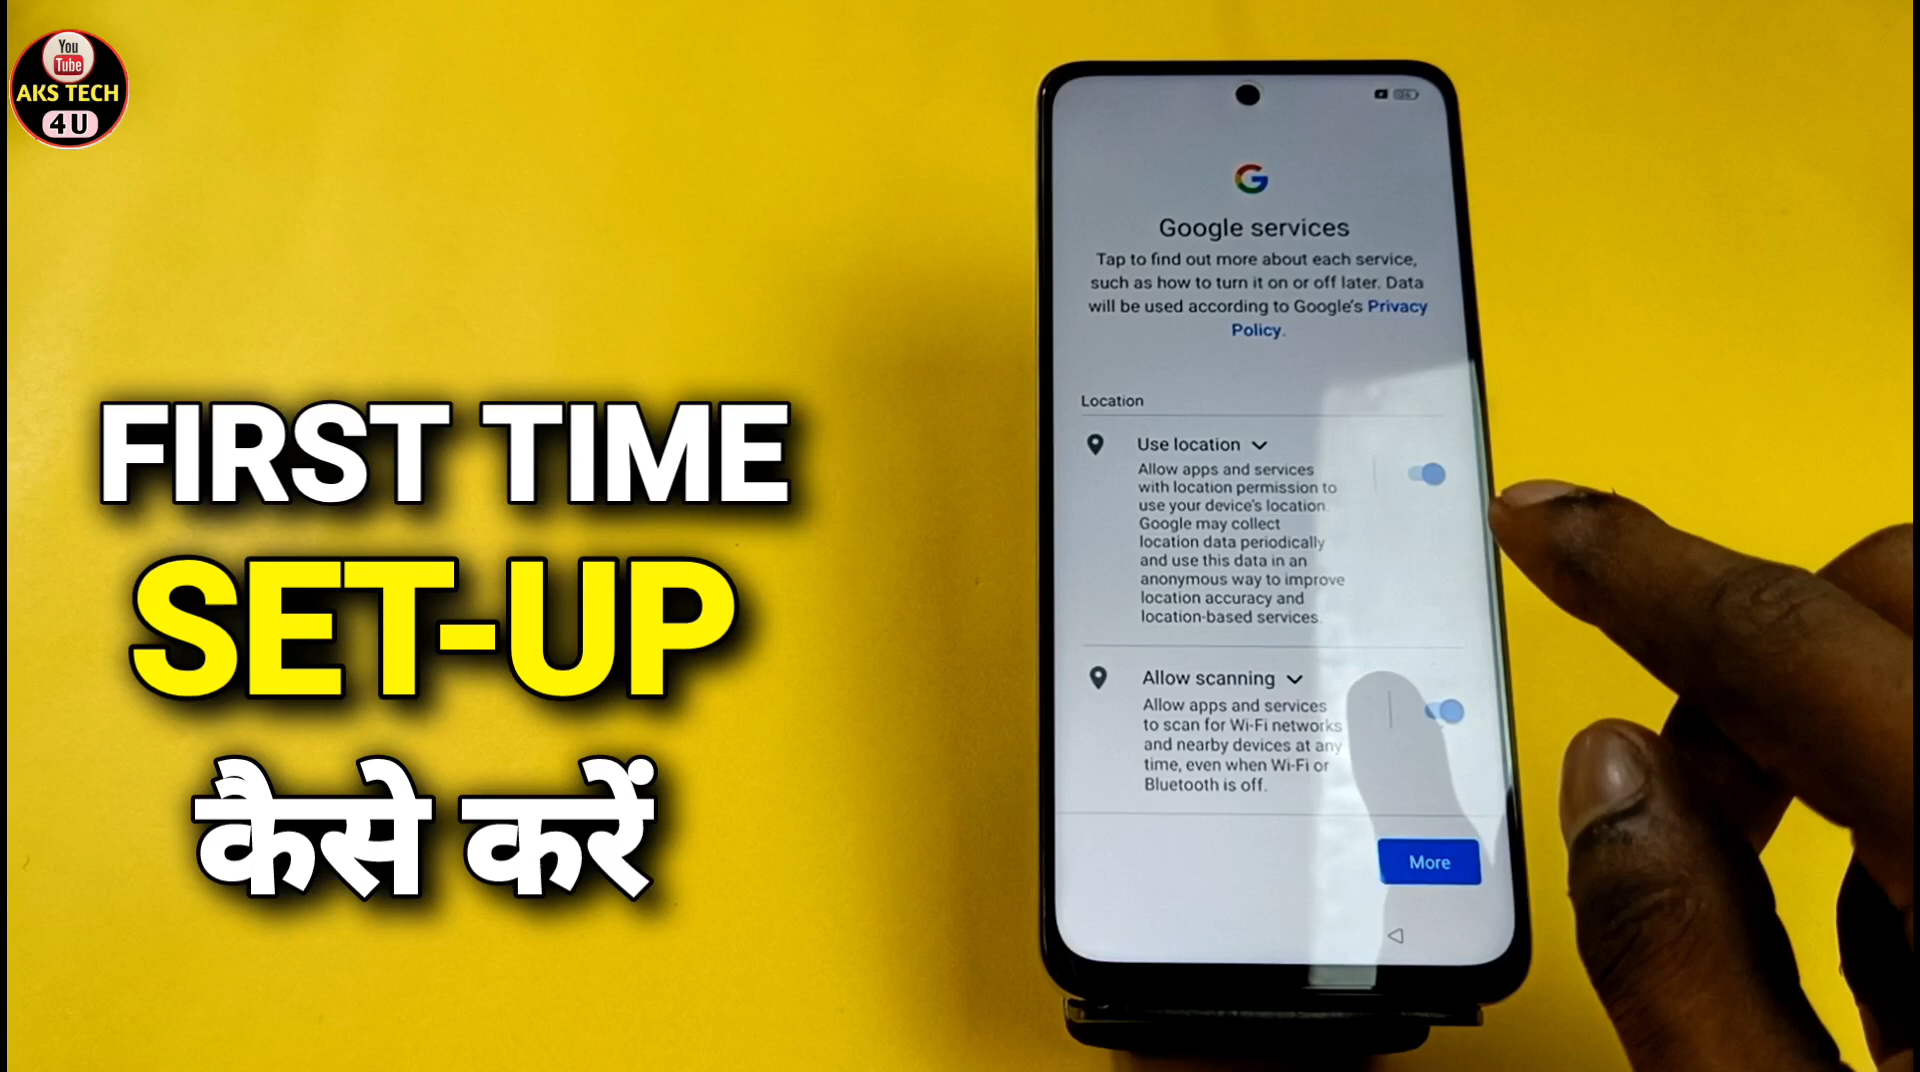 You
Tube
AKS TECH
4U
FIRST TIME
SET-UP
कैसे करें
Google services
Tap to find out more about each service,
such as how to turn it on or off later. Data
will be used according to Google's Privacy
Policy.
Location
Use location
Allow apps and services
with location permission to
use your device's location.
Google may collect
location data periodically
and use this data in an
anonymous way to improve
location accuracy and
location-based services.
Allow scanning
Allow apps and services
to scan for Wi-Fi networks
and nearby devices at any
time, even when Wi-Fi or
Bluetooth is off.
More